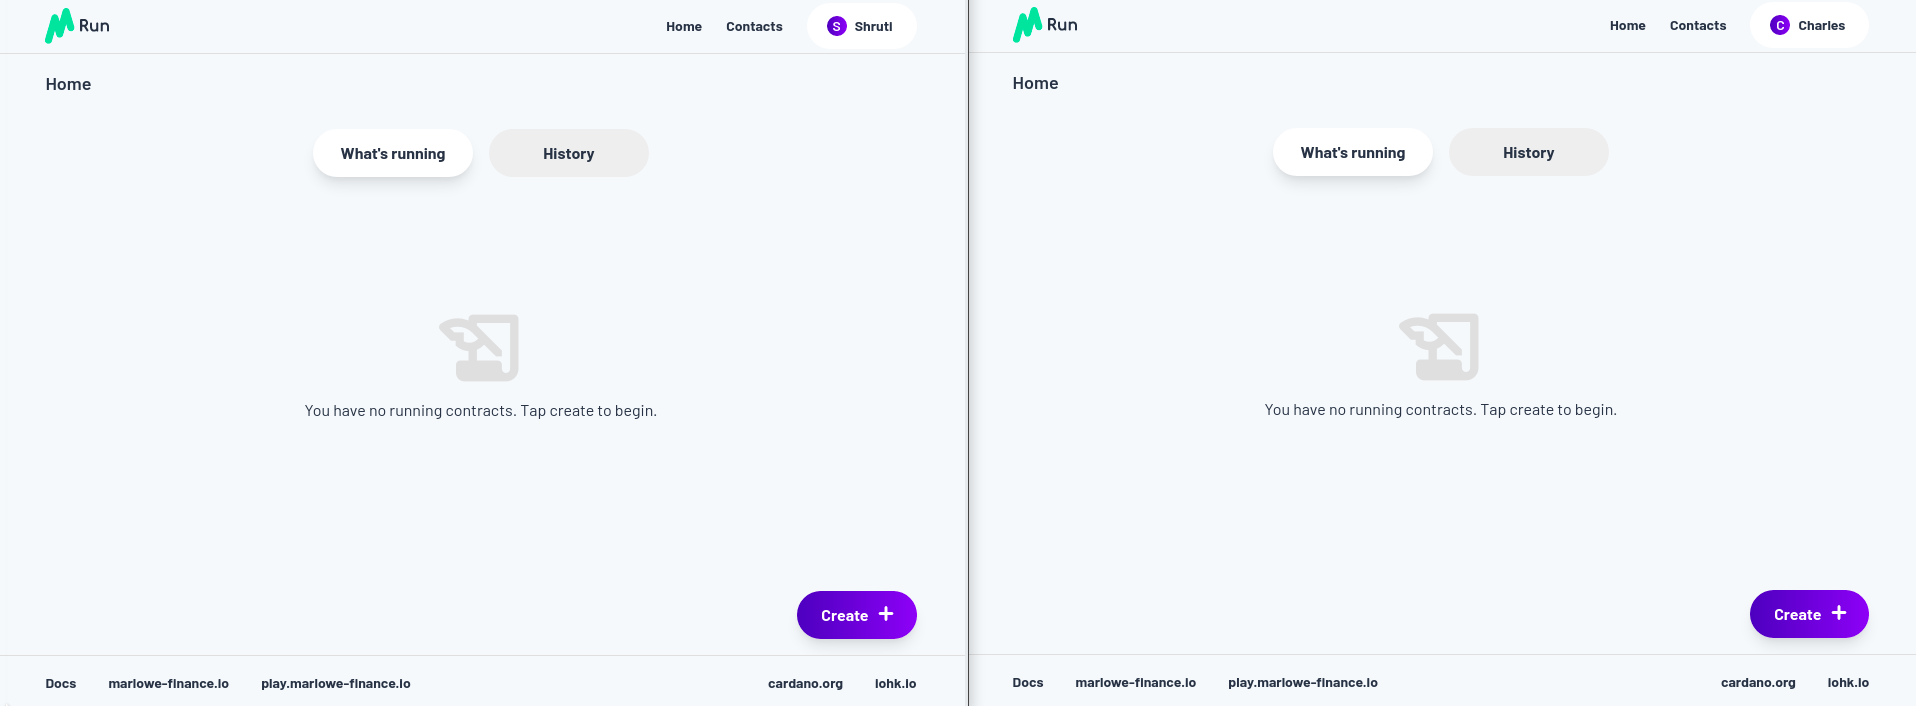 Run
Home Contacts S Shruti
Home
What's running History
You have no running contracts. Tap create to begin.
Create +
Docs marlowe-finance.io play.marlowe-finance.io cardano.org iohk.io
Run
Home Contacts C Charles
Home
What's running History
You have no running contracts. Tap create to begin.
Create +
Docs marlowe-finance.io play.marlowe-finance.io cardano.org iohk.io